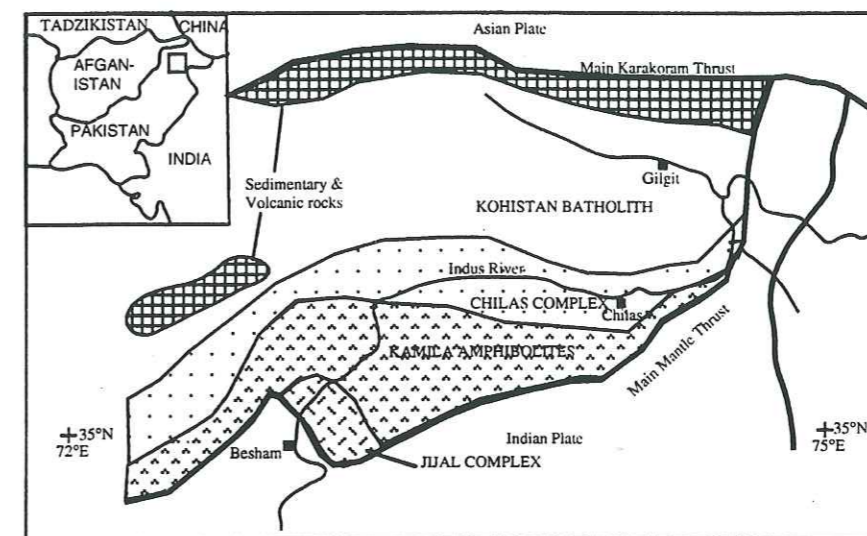 TADZIKISTAN
CHINA
AFGAN-
ISTAN
PAKISTAN
INDIA
Asian Plate
Main Karakoram Thrust
Gilgit
Sedimentary &
Volcanic rocks
KOHISTAN BATHOLITH
Indus River
CHILAS COMPLEX
Chilas
KAMILA AMPHIBOLITES
Main Mantle Thrust
35°N
72°E
Besham
Indian Plate
JIJAL COMPLEX
35°N
75°E